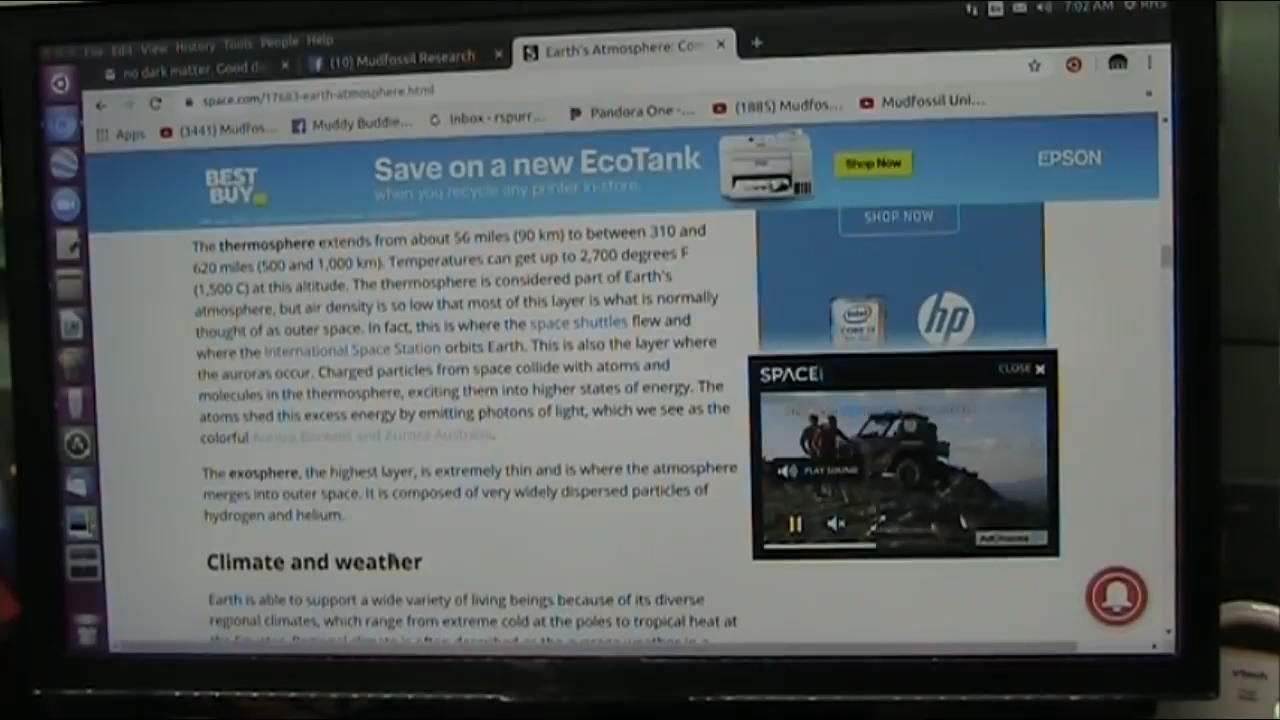 7:02 AM
File Edit View History Tools People Help
no dark matter. Good d
(10) Mudfossil Research
Earth's Atmosphere: Co
space.com/17683-earth-atmosphere.html
Apps
(3441) Mudfos...
Muddy Buddie...
Inbox - rspurr...
Pandora One -...
(1885) Mudfos...
Mudfossil Uni...
BEST BUY
Save on a new EcoTank
when you recycle any printer in-store.
Shop Now
EPSON
SHOP NOW
The thermosphere extends from about 56 miles (90 km) to between 310 and
620 miles (500 and 1,000 km). Temperatures can get up to 2,700 degrees F
(1,500 C) at this altitude. The thermosphere is considered part of Earth's
atmosphere, but air density is so low that most of this layer is what is normally
thought of as outer space. In fact, this is where the space shuttles flew and
where the International Space Station orbits Earth. This is also the layer where
the auroras occur. Charged particles from space collide with atoms and
molecules in the thermosphere, exciting them into higher states of energy. The
atoms shed this excess energy by emitting photons of light, which we see as the
colorful Aurora Borealis and Aurora Australis.
The exosphere, the highest layer, is extremely thin and is where the atmosphere
merges into outer space. It is composed of very widely dispersed particles of
hydrogen and helium.
Climate and weather
Earth is able to support a wide variety of living beings because of its diverse
regional climates, which range from extreme cold at the poles to tropical heat at
intel
CORE i7
hp
SPACE
CLOSE X
PLAY SOUND
AdChoices
vtech